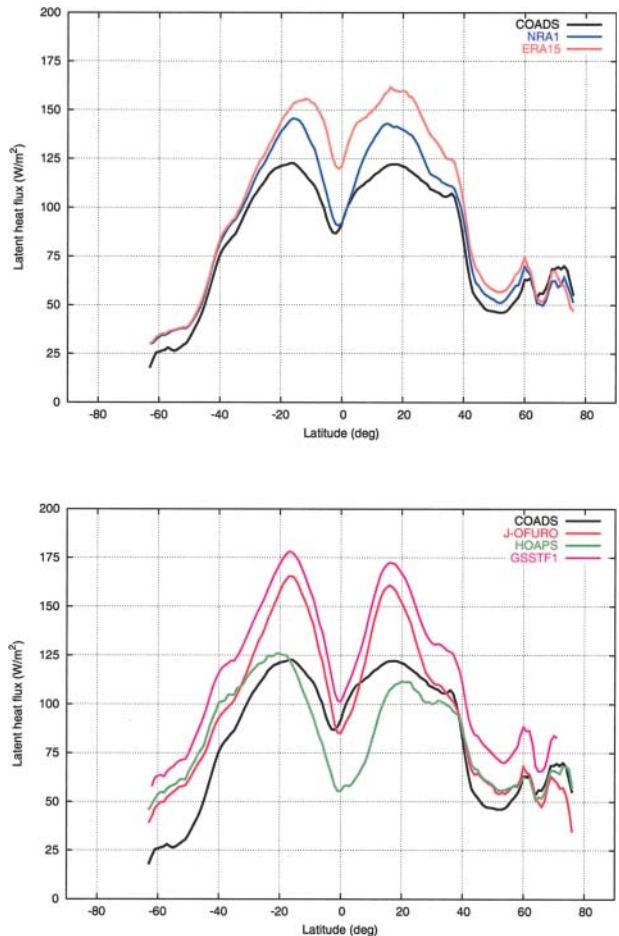 COADS
NRA1
ERA15
200
175
150
125
100
75
50
25
0
Latent heat flux (W/m²)
-80 -60 -40 -20 0 20 40 60 80
Latitude (deg)
COADS
J-OFURO
HOAPS
GSSTF1
200
175
150
125
100
75
50
25
0
Latent heat flux (W/m²)
-80 -60 -40 -20 0 20 40 60 80
Latitude (deg)